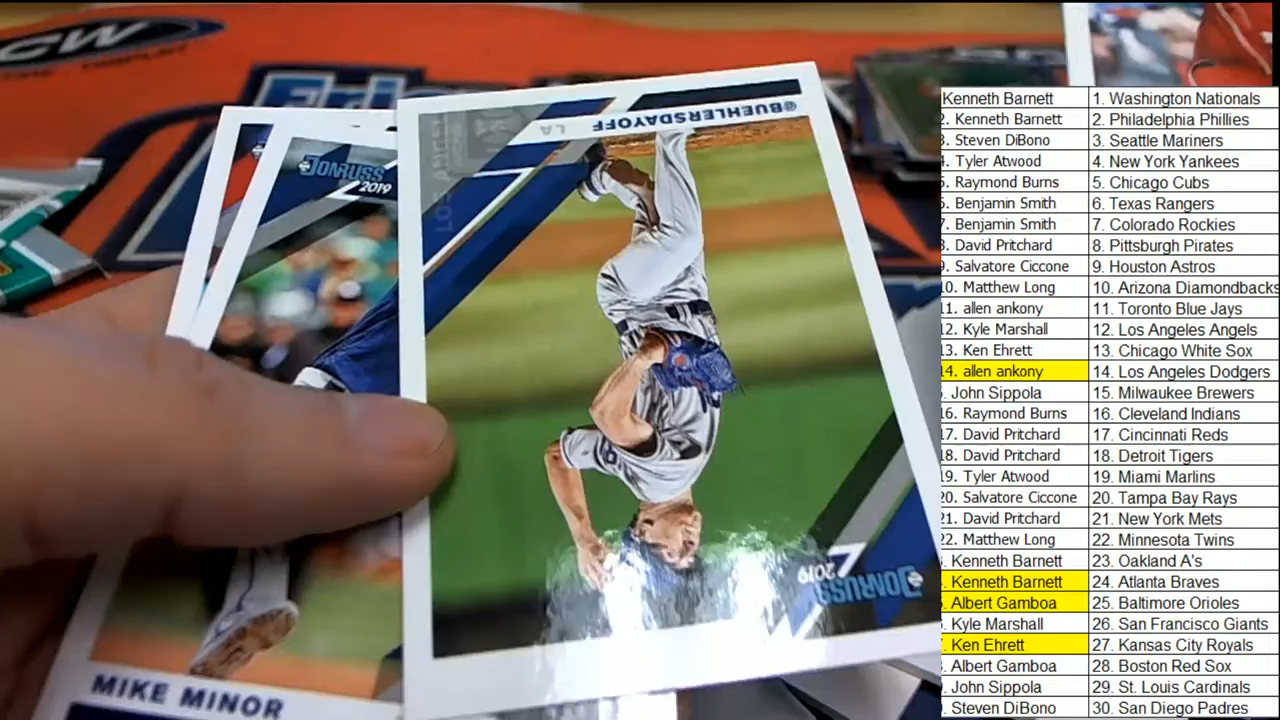 CW
DISPLAY
DONRUSS
2019
@BUEHLERSDAYOFF
LA
DONRUSS
2019
MIKE MINOR
Kenneth Barnett 1. Washington Nationals
2. Kenneth Barnett 2. Philadelphia Phillies
3. Steven DiBono 3. Seattle Mariners
4. Tyler Atwood 4. New York Yankees
5. Raymond Burns 5. Chicago Cubs
6. Benjamin Smith 6. Texas Rangers
7. Benjamin Smith 7. Colorado Rockies
8. David Pritchard 8. Pittsburgh Pirates
9. Salvatore Ciccone 9. Houston Astros
10. Matthew Long 10. Arizona Diamondbacks
11. allen ankony 11. Toronto Blue Jays
12. Kyle Marshall 12. Los Angeles Angels
13. Ken Ehrett 13. Chicago White Sox
14. allen ankony 14. Los Angeles Dodgers
John Sippola 15. Milwaukee Brewers
16. Raymond Burns 16. Cleveland Indians
17. David Pritchard 17. Cincinnati Reds
18. David Pritchard 18. Detroit Tigers
19. Tyler Atwood 19. Miami Marlins
20. Salvatore Ciccone 20. Tampa Bay Rays
21. David Pritchard 21. New York Mets
22. Matthew Long 22. Minnesota Twins
Kenneth Barnett 23. Oakland A's
Kenneth Barnett 24. Atlanta Braves
Albert Gamboa 25. Baltimore Orioles
Kyle Marshall 26. San Francisco Giants
Ken Ehrett 27. Kansas City Royals
Albert Gamboa 28. Boston Red Sox
John Sippola 29. St. Louis Cardinals
Steven DiBono 30. San Diego Padres